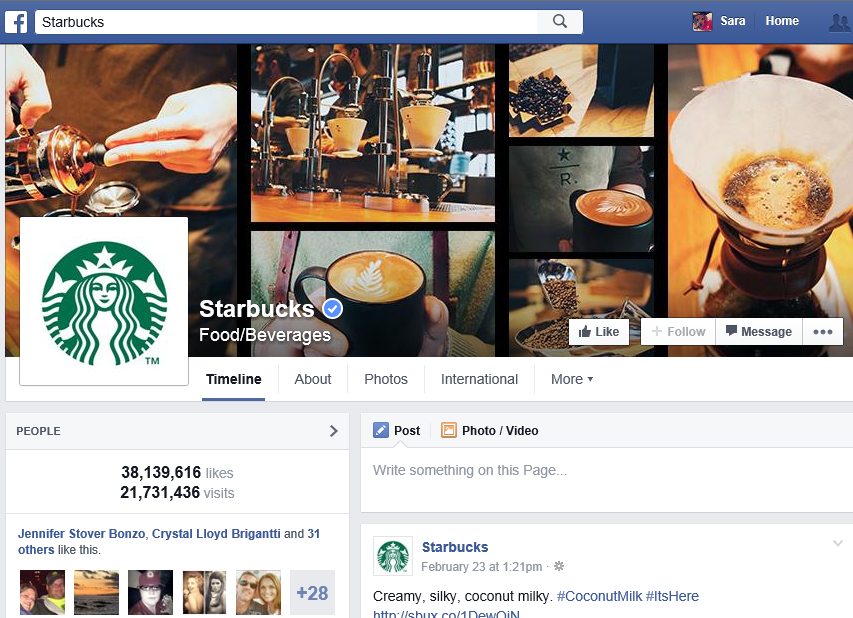 Starbucks
Sara Home
R.
Starbucks
Food/Beverages
Like Follow Message
TM
Timeline About Photos International More
PEOPLE
Post Photo / Video
38,139,616 likes
21,731,436 visits
Write something on this Page...
Jennifer Stover Bonzo, Crystal Lloyd Brigantti and 31
others like this.
+28
Starbucks
February 23 at 1:21pm ·
Creamy, silky, coconut milky. #CoconutMilk #ItsHere
http://sbux.co/1DewOiN